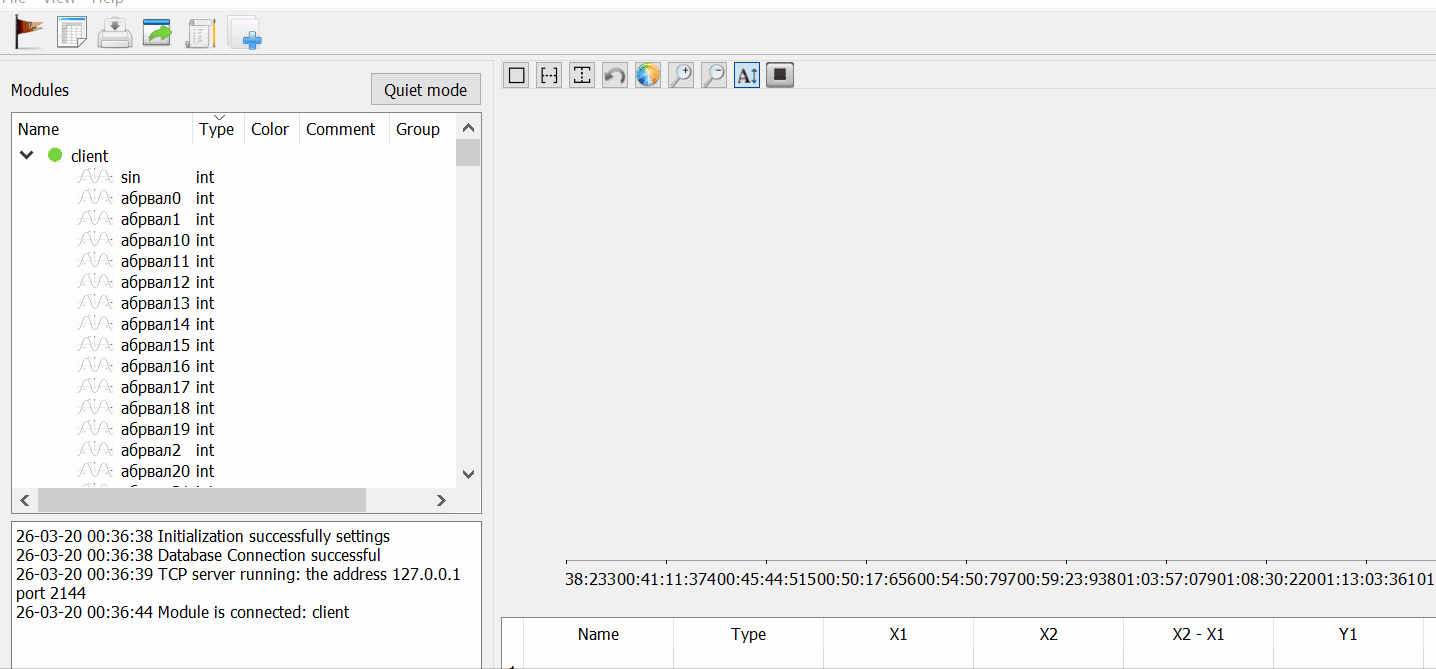 File View Help
Modules
Quiet mode
Name Type Color Comment Group
client
sin int
абрвал0 int
абрвал1 int
абрвал10 int
абрвал11 int
абрвал12 int
абрвал13 int
абрвал14 int
абрвал15 int
абрвал16 int
абрвал17 int
абрвал18 int
абрвал19 int
абрвал2 int
абрвал20 int
26-03-20 00:36:38 Initialization successfully settings
26-03-20 00:36:38 Database Connection successful
26-03-20 00:36:39 TCP server running: the address 127.0.0.1
port 2144
26-03-20 00:36:44 Module is connected: client
A
38:23300:41:11:37400:45:44:51500:50:17:65600:54:50:79700:59:23:93801:03:57:07901:08:30:22001:13:03:36101
Name Type X1 X2 X2 - X1 Y1